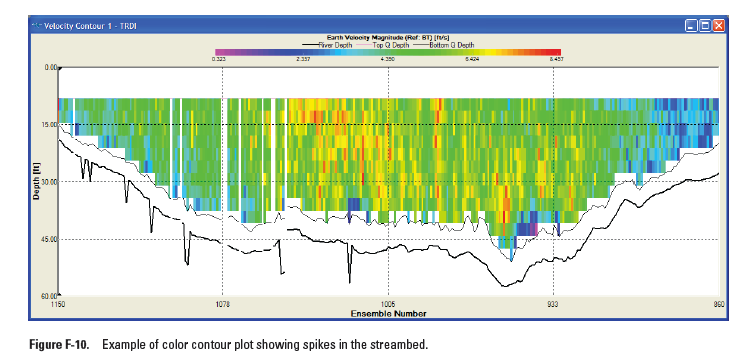 Velocity Contour 1 - TRDI
Earth Velocity Magnitude (Ref: BT) [ft/s]
River Depth Top Q Depth Bottom Q Depth
0.323 2.357 4.390 6.424 8.457
0.00
15.00
30.00
45.00
60.00
Depth [ft]
1150 1078 1005 933 860
Ensemble Number
Figure F-10. Example of color contour plot showing spikes in the streambed.